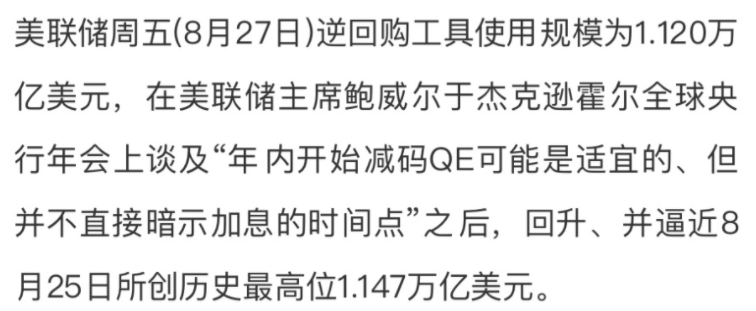 美联储周五(8月27日)逆回购工具使用规模为1.120万
亿美元，在美联储主席鲍威尔于杰克逊霍尔全球央
行年会上谈及“年内开始减码QE可能是适宜的、但
并不直接暗示加息的时间点”之后，回升、并逼近8
月25日所创历史最高位1.147万亿美元。